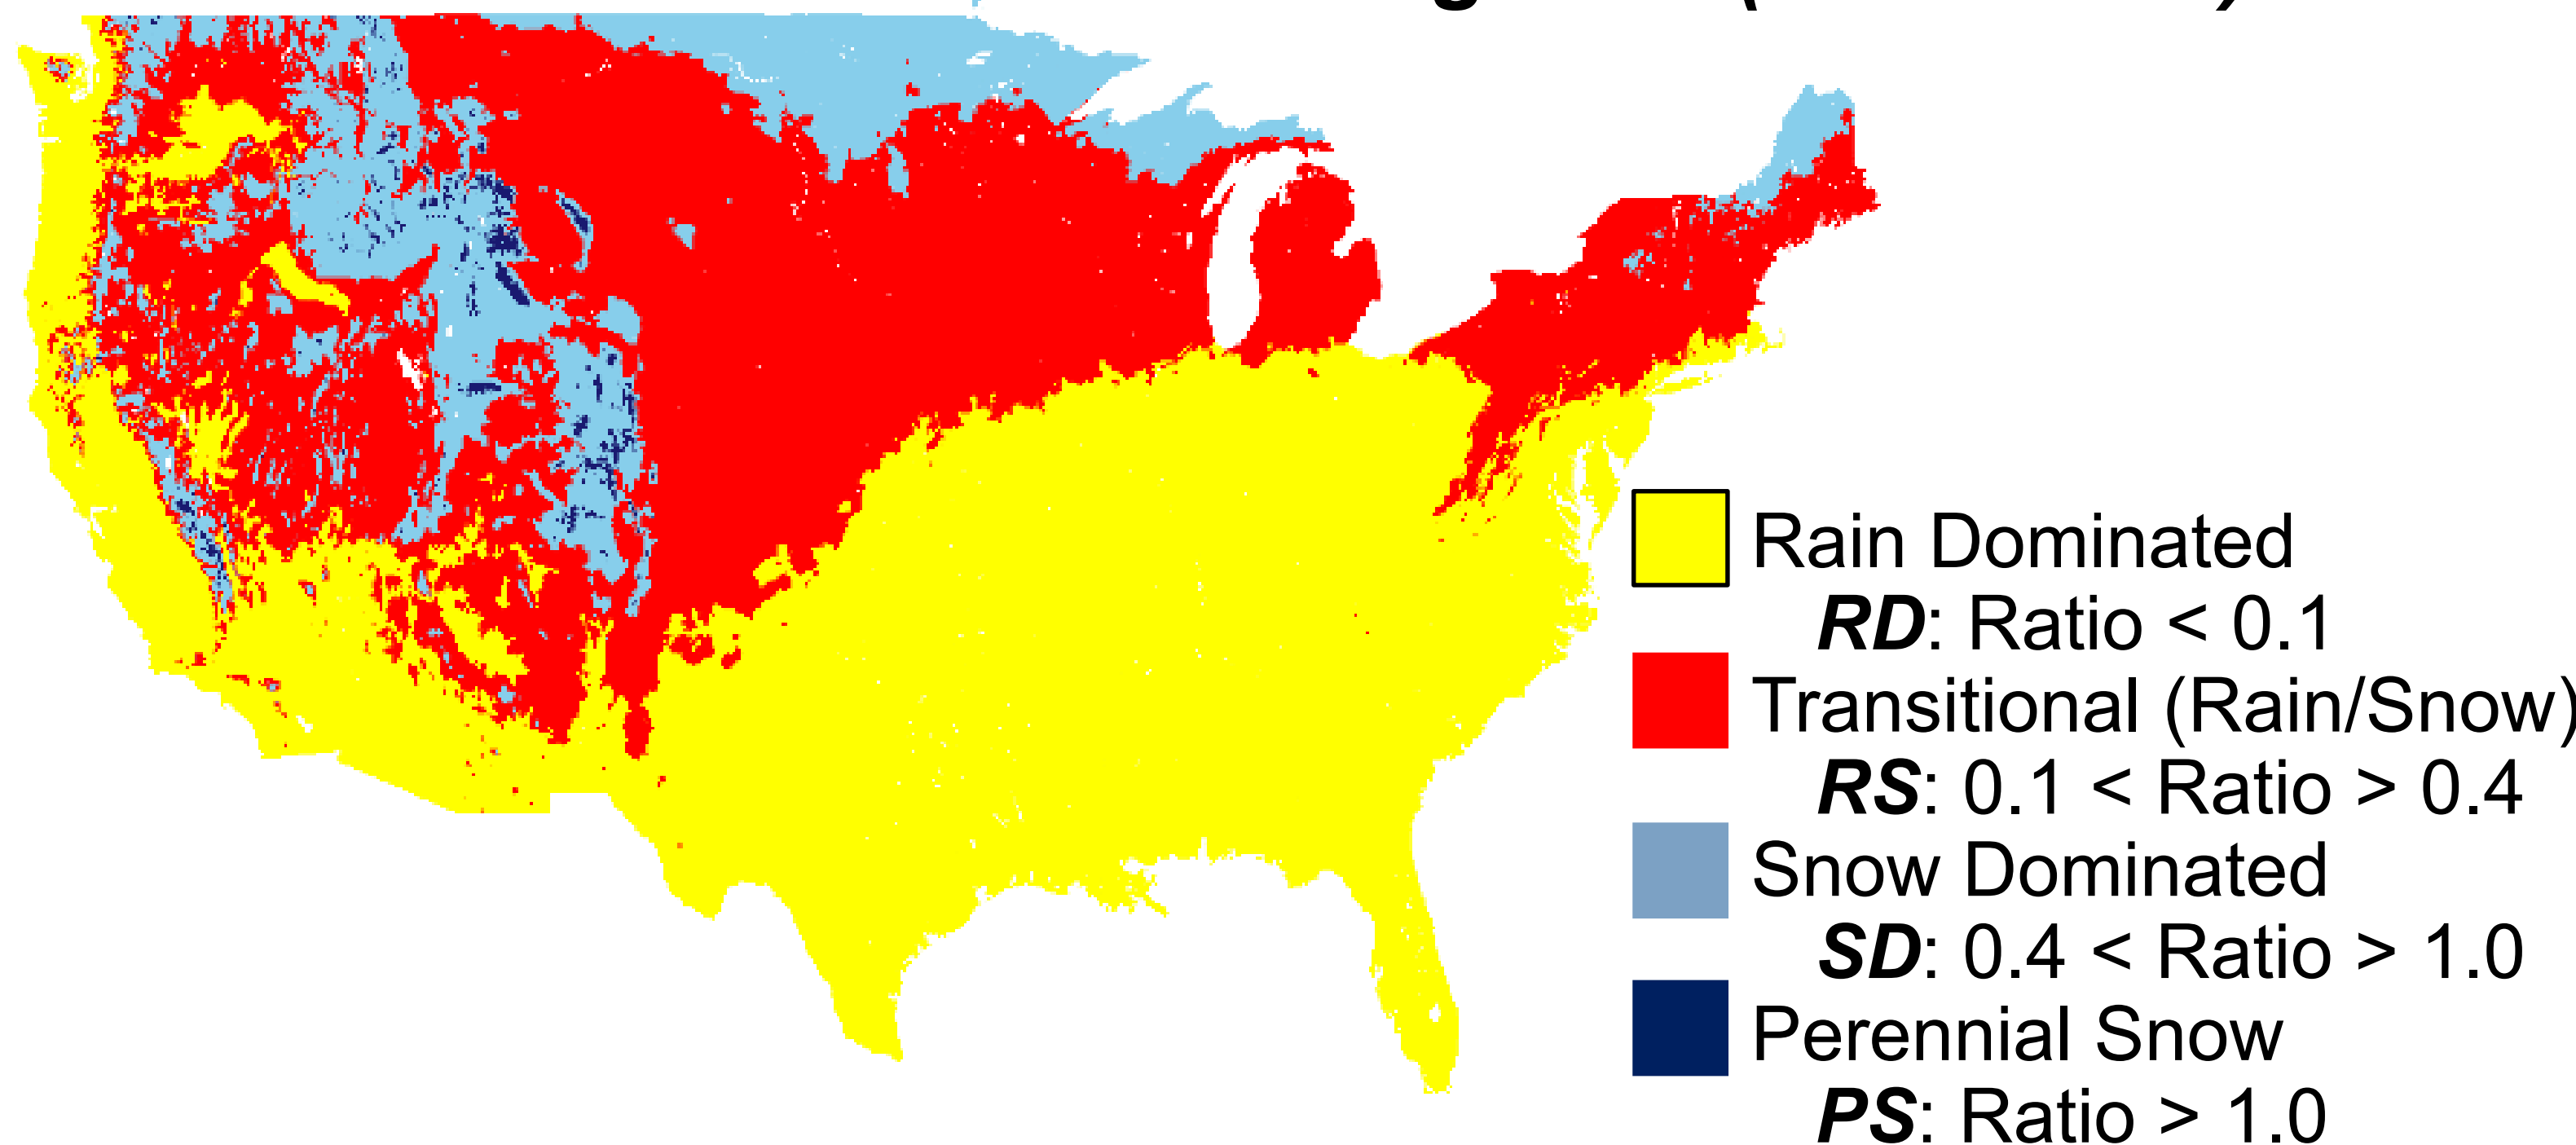 Rain Dominated
RD: Ratio < 0.1
Transitional (Rain/Snow)
RS: 0.1 < Ratio > 0.4
Snow Dominated
SD: 0.4 < Ratio > 1.0
Perennial Snow
PS: Ratio > 1.0